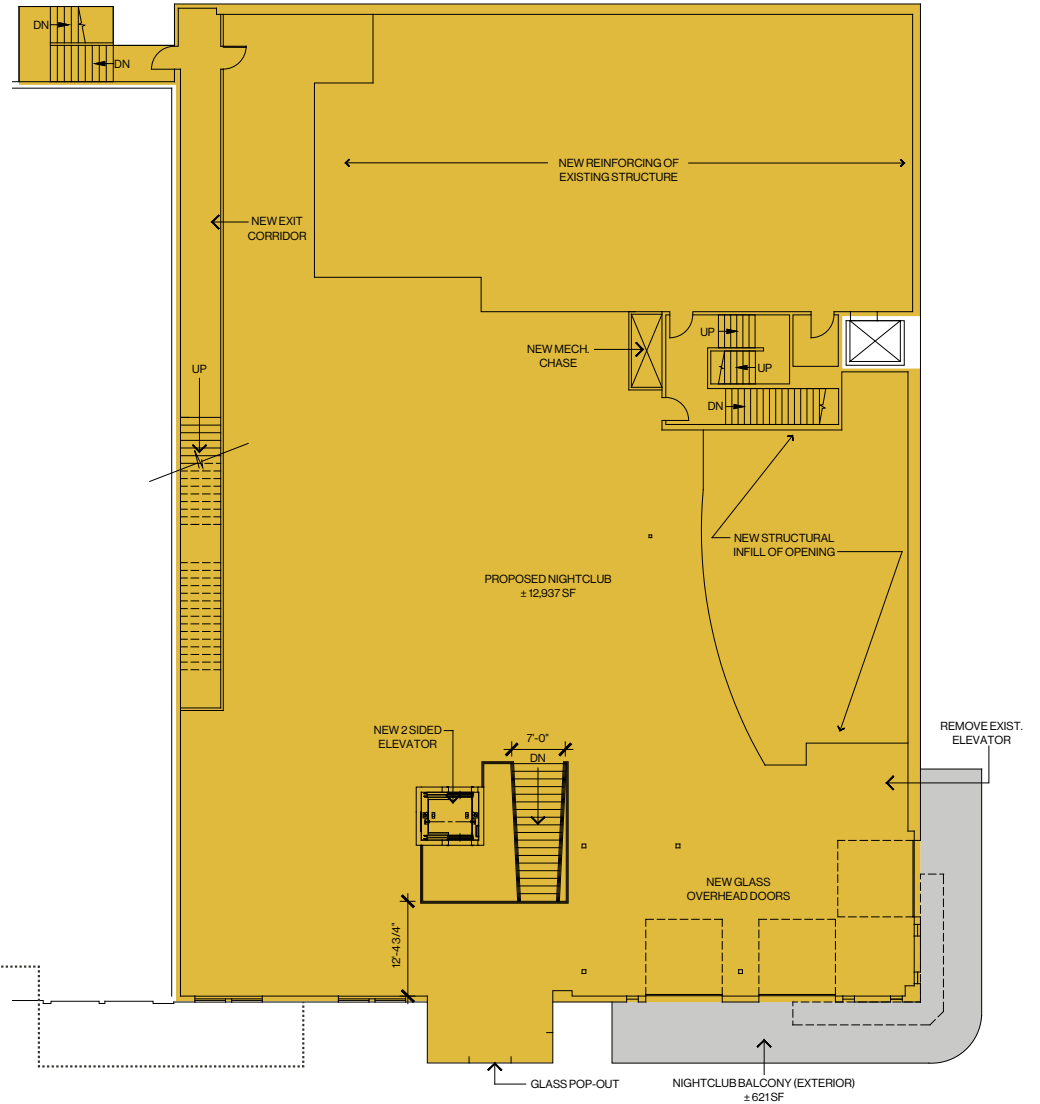 DN
DN
NEW REINFORCING OF
EXISTING STRUCTURE
NEW EXIT
CORRIDOR
UP
NEW MECH.
CHASE
UP
UP
DN
NEW STRUCTURAL
INFILL OF OPENING
PROPOSED NIGHTCLUB
± 12,937 SF
NEW 2 SIDED
ELEVATOR
7'-0"
DN
REMOVE EXIST.
ELEVATOR
NEW GLASS
OVERHEAD DOORS
12'-4 3/4"
GLASS POP-OUT
NIGHTCLUB BALCONY (EXTERIOR)
± 621 SF